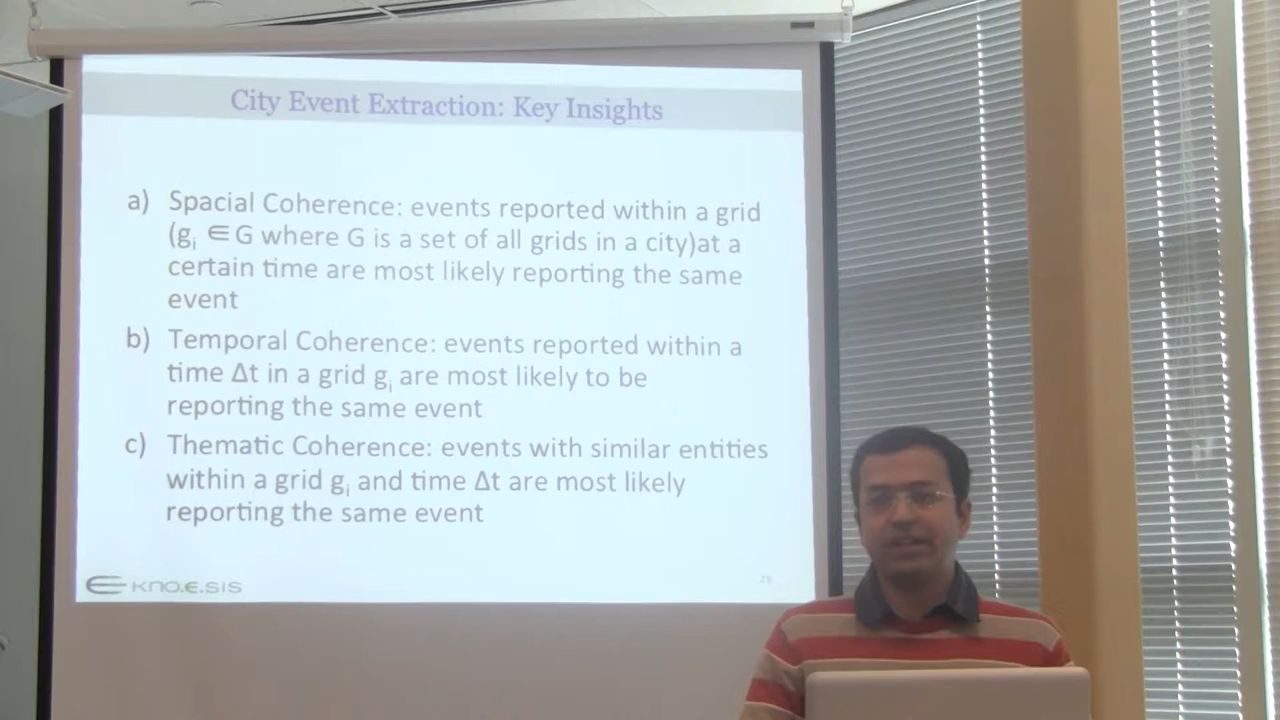 City Event Extraction: Key Insights
a) Spacial Coherence: events reported within a grid
(gᵢ ∈ G where G is a set of all grids in a city)at a
certain time are most likely reporting the same
event
b) Temporal Coherence: events reported within a
time Δt in a grid gᵢ are most likely to be
reporting the same event
c) Thematic Coherence: events with similar entities
within a grid gᵢ and time Δt are most likely
reporting the same event
KNO.E.SIS